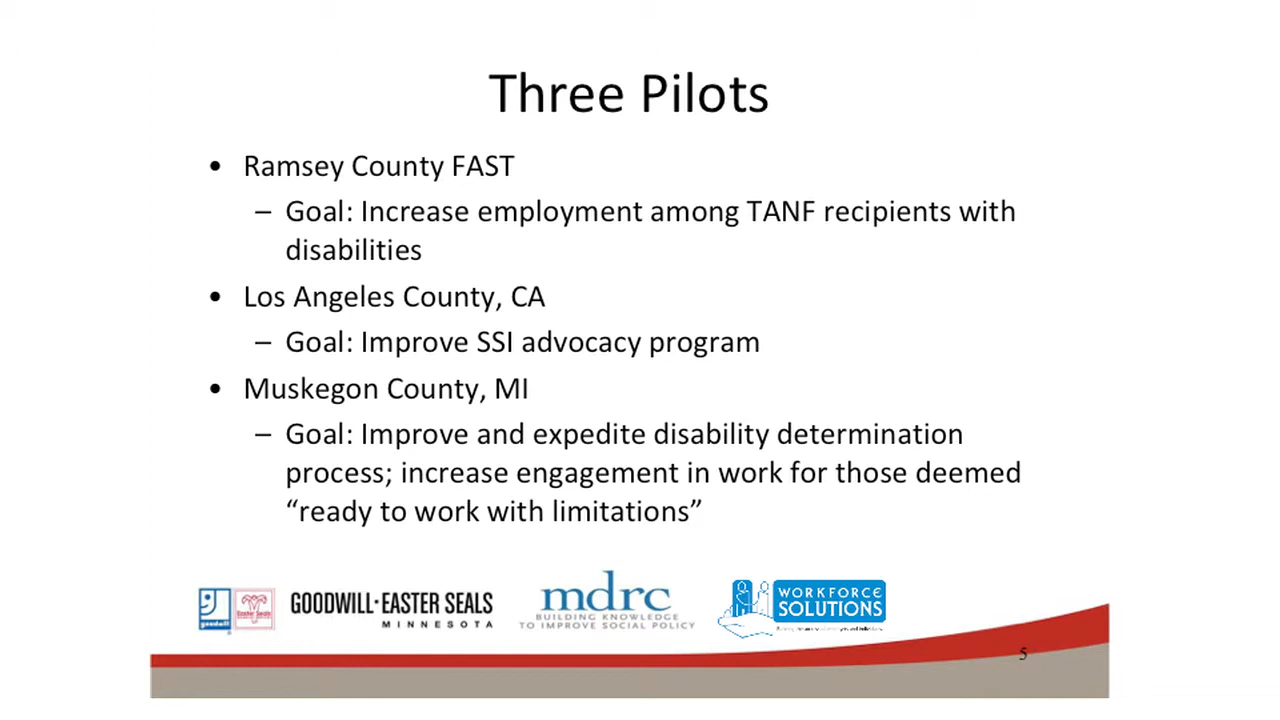 Three Pilots
• Ramsey County FAST
– Goal: Increase employment among TANF recipients with
disabilities
• Los Angeles County, CA
– Goal: Improve SSI advocacy program
• Muskegon County, MI
– Goal: Improve and expedite disability determination
process; increase engagement in work for those deemed
“ready to work with limitations”
goodwill
Easter Seals
GOODWILL·EASTER SEALS
MINNESOTA
mdrc
BUILDING KNOWLEDGE
TO IMPROVE SOCIAL POLICY
WORKFORCE
SOLUTIONS
5